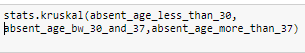 stats.kruskal(absent_age_less_than_30,
absent_age_bw_30_and_37,absent_age_more_than_37)